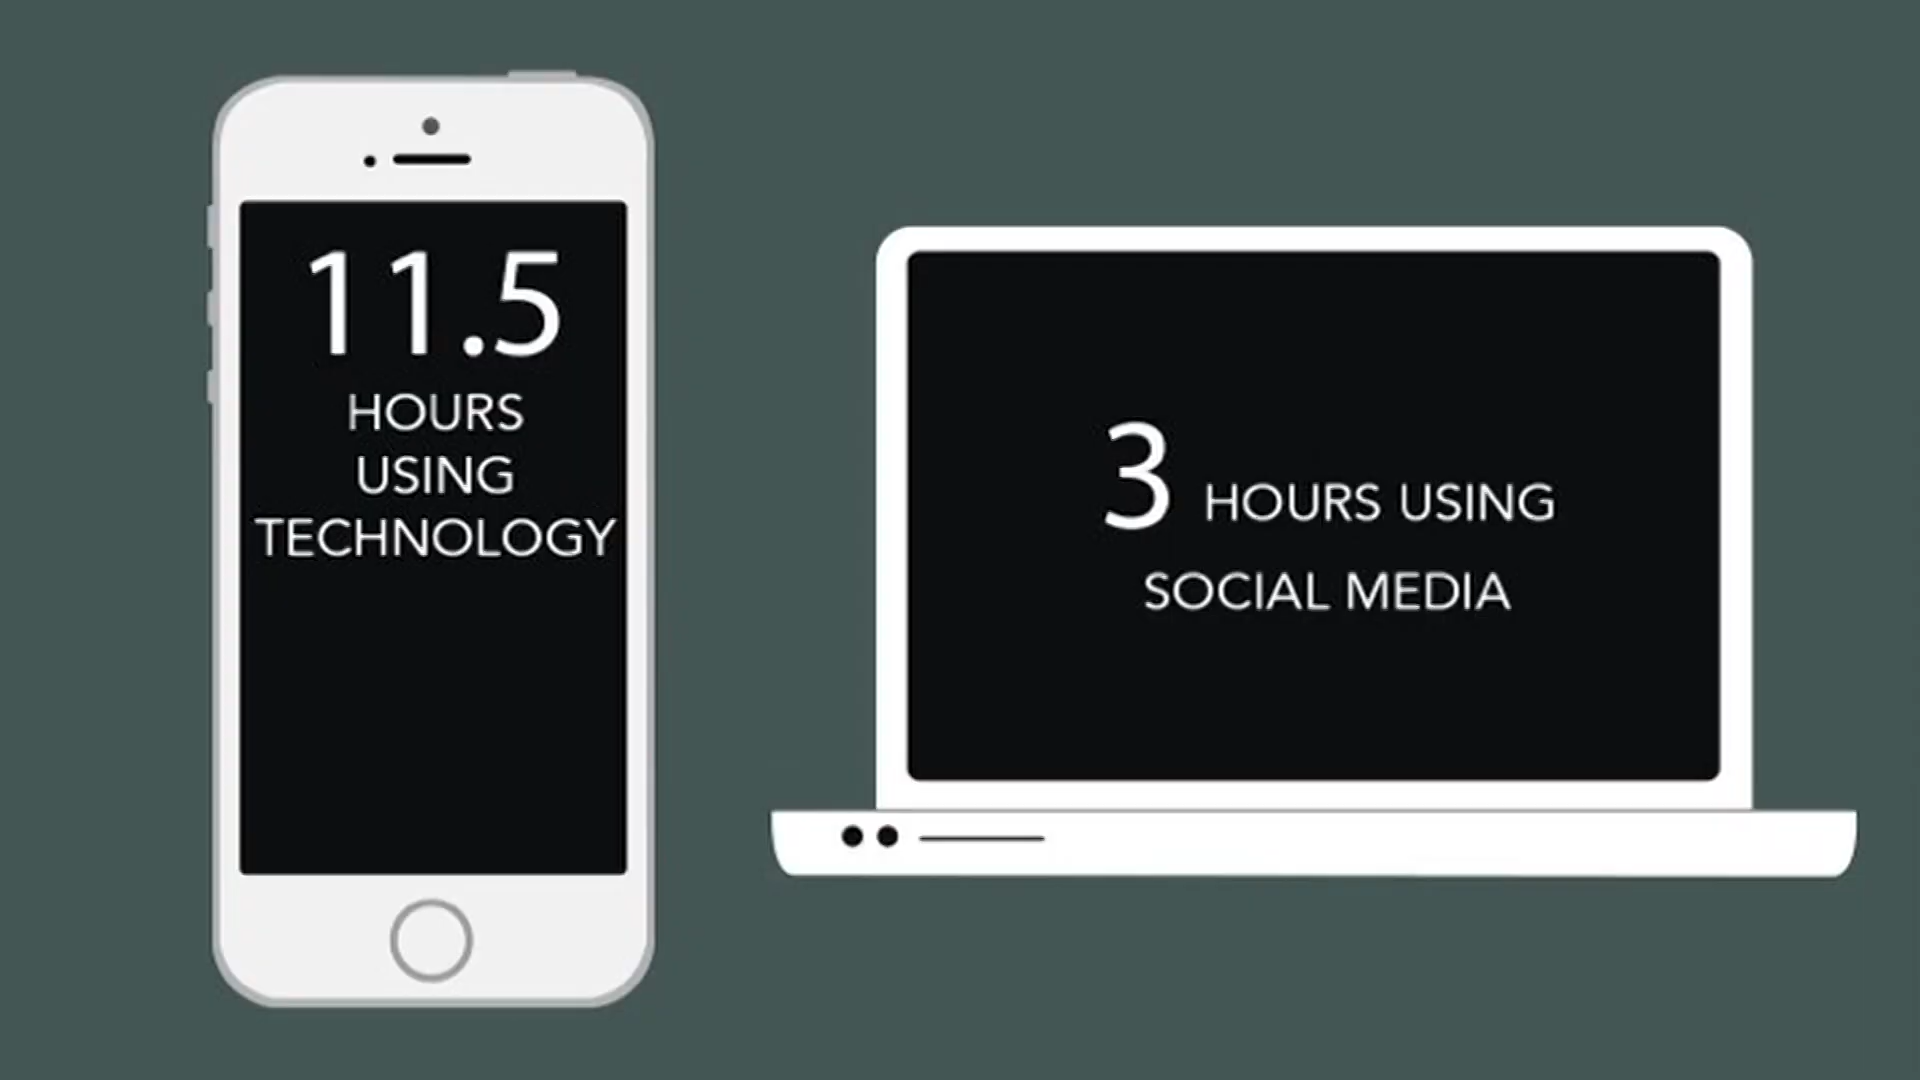 11.5
HOURS
USING
TECHNOLOGY
3 HOURS USING
SOCIAL MEDIA